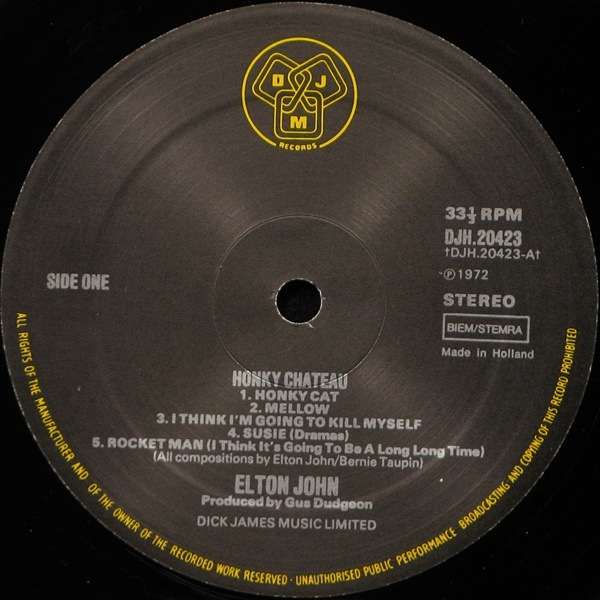 D J
M
RECORDS
33⅓ RPM
DJH.20423
†DJH.20423-A†
℗1972
SIDE ONE
STEREO
BIEM/STEMRA
Made in Holland
HONKY CHATEAU
1. HONKY CAT
2. MELLOW
3. I THINK I'M GOING TO KILL MYSELF
4. SUSIE (Dramas)
5. ROCKET MAN (I Think It's Going To Be A Long Long Time)
(All compositions by Elton John/Bernie Taupin)
ELTON JOHN
Produced by Gus Dudgeon
DICK JAMES MUSIC LIMITED
ALL RIGHTS OF THE MANUFACTURER AND OF THE OWNER OF THE RECORDED WORK RESERVED · UNAUTHORISED PUBLIC PERFORMANCE BROADCASTING AND COPYING OF THIS RECORD PROHIBITED